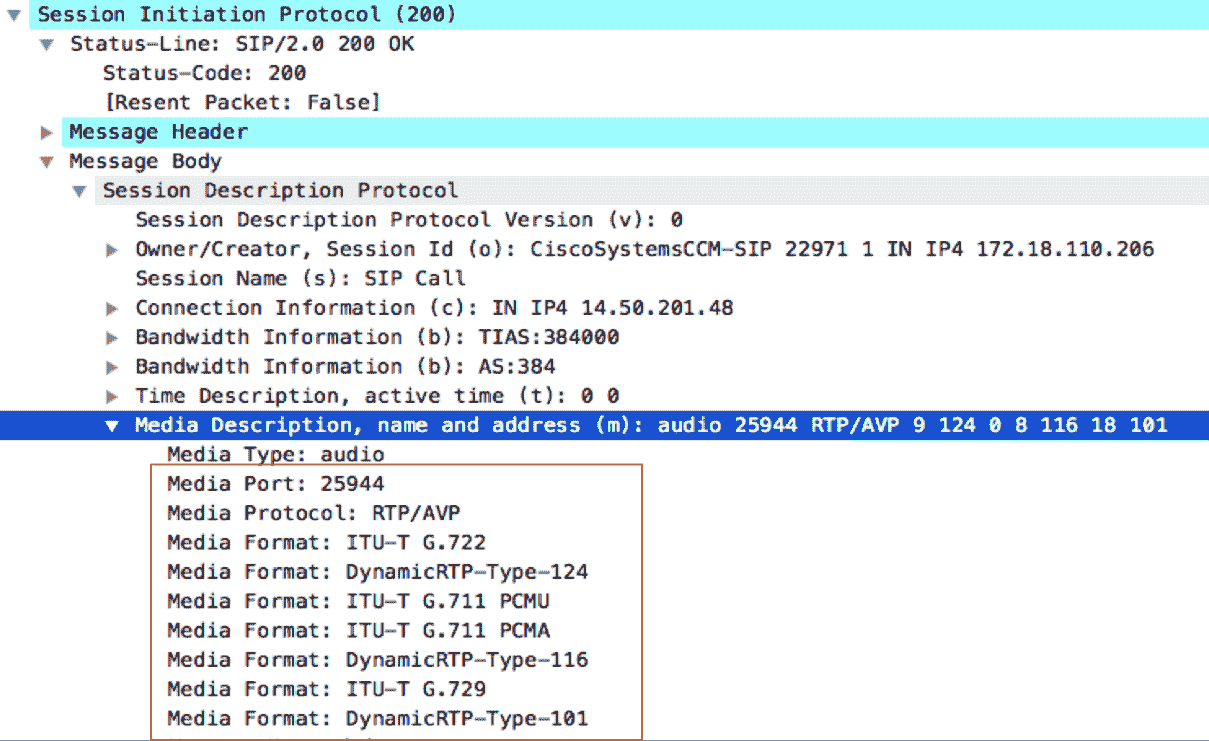 Session Initiation Protocol (200)
Status-Line: SIP/2.0 200 OK
Status-Code: 200
[Resent Packet: False]
Message Header
Message Body
Session Description Protocol
Session Description Protocol Version (v): 0
Owner/Creator, Session Id (o): CiscoSystemsCCM-SIP 22971 1 IN IP4 172.18.110.206
Session Name (s): SIP Call
Connection Information (c): IN IP4 14.50.201.48
Bandwidth Information (b): TIAS:384000
Bandwidth Information (b): AS:384
Time Description, active time (t): 0 0
Media Description, name and address (m): audio 25944 RTP/AVP 9 124 0 8 116 18 101
Media Type: audio
Media Port: 25944
Media Protocol: RTP/AVP
Media Format: ITU-T G.722
Media Format: DynamicRTP-Type-124
Media Format: ITU-T G.711 PCMU
Media Format: ITU-T G.711 PCMA
Media Format: DynamicRTP-Type-116
Media Format: ITU-T G.729
Media Format: DynamicRTP-Type-101